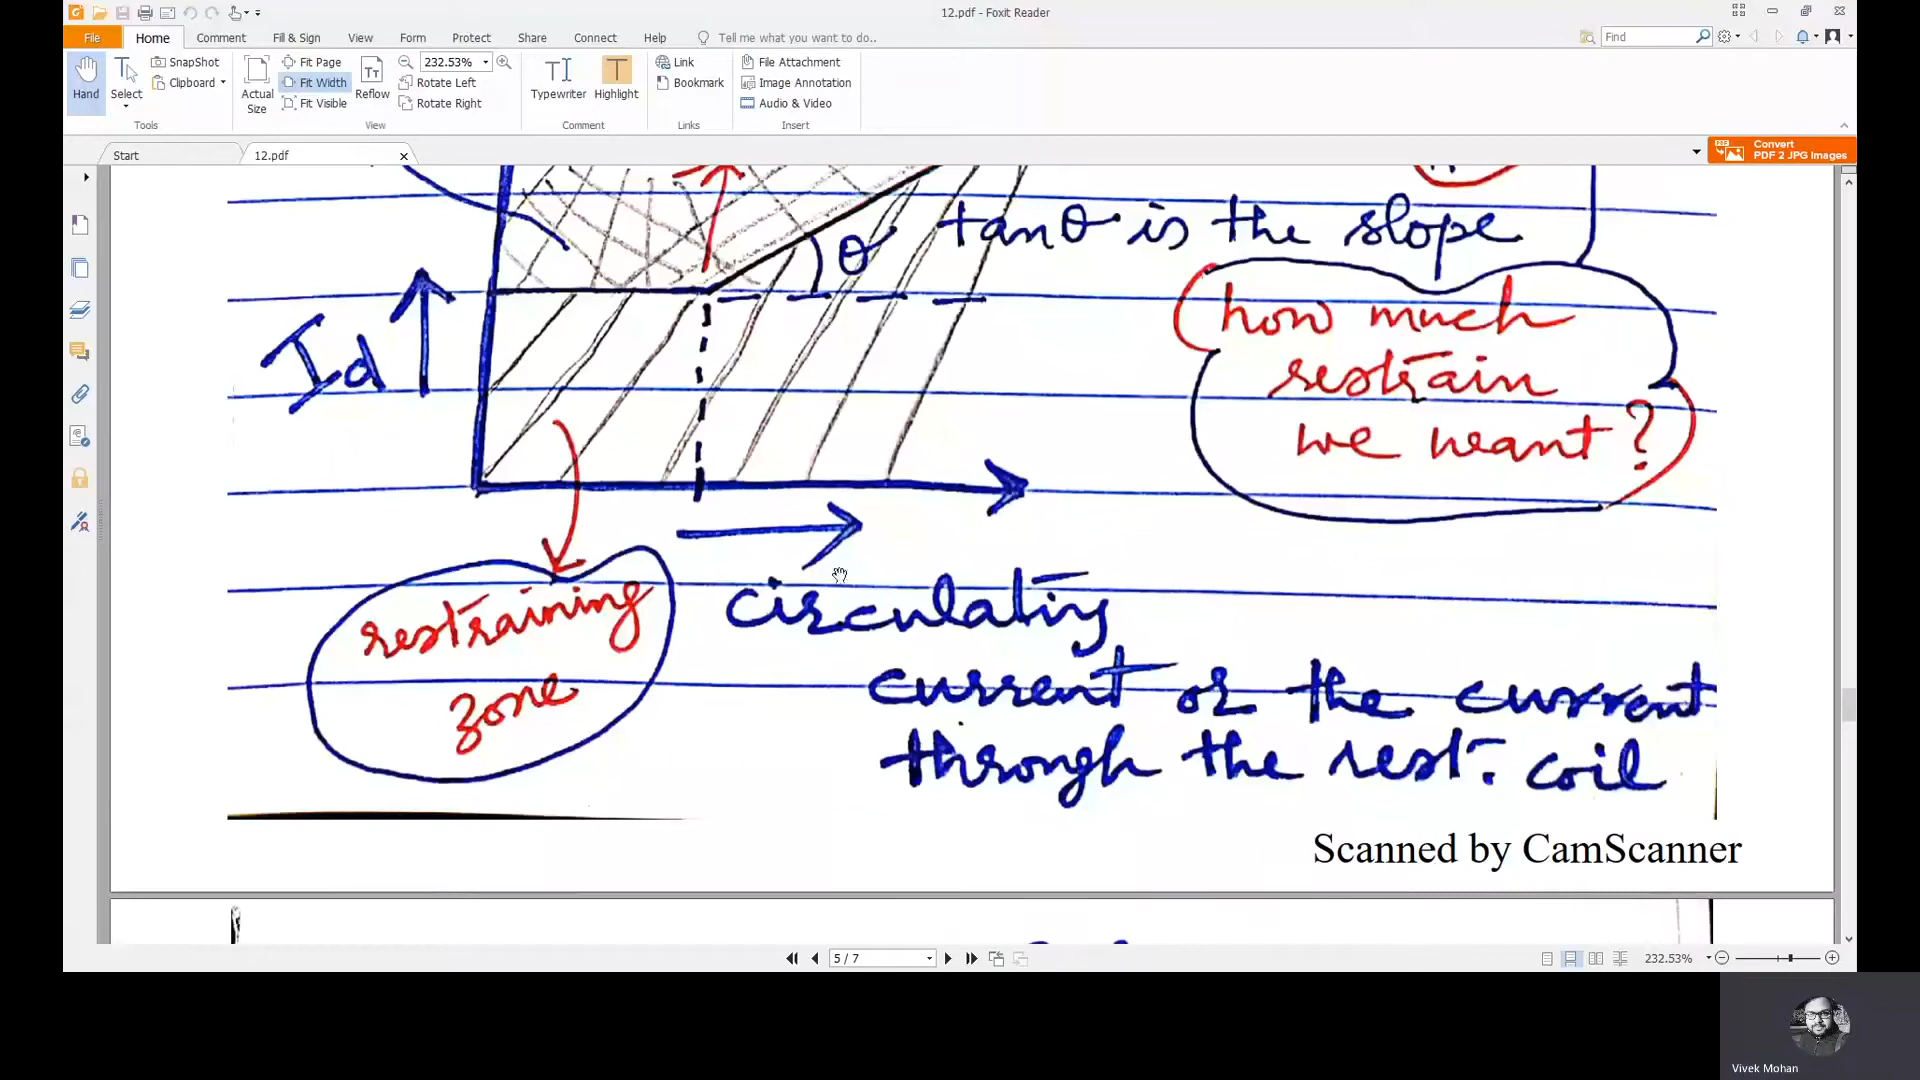 12.pdf - Foxit Reader
File Home Comment Fill & Sign View Form Protect Share Connect Help Tell me what you want to do.. Find
Hand
Select
SnapShot
Clipboard
Actual
Size
Fit Page
Fit Width
Fit Visible
Reflow
232.53%
Rotate Left
Rotate Right
Typewriter
Highlight
Link
Bookmark
File Attachment
Image Annotation
Audio & Video
Tools View Comment Links Insert
Start 12.pdf
Convert
PDF 2 JPG Images
tanθ is the slope
θ
Id
how much
restrain
we want?
restraining
zone
circulating
current or the current
through the rest. coil
Scanned by CamScanner
5 / 7
232.53%
Vivek Mohan